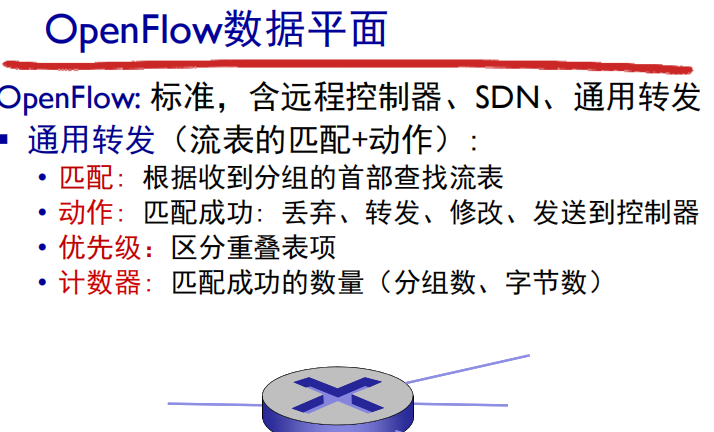 OpenFlow数据平面
OpenFlow: 标准，含远程控制器、SDN、通用转发
▪ 通用转发（流表的匹配+动作）:
• 匹配：根据收到分组的首部查找流表
• 动作：匹配成功：丢弃、转发、修改、发送到控制器
• 优先级：区分重叠表项
• 计数器：匹配成功的数量（分组数、字节数）